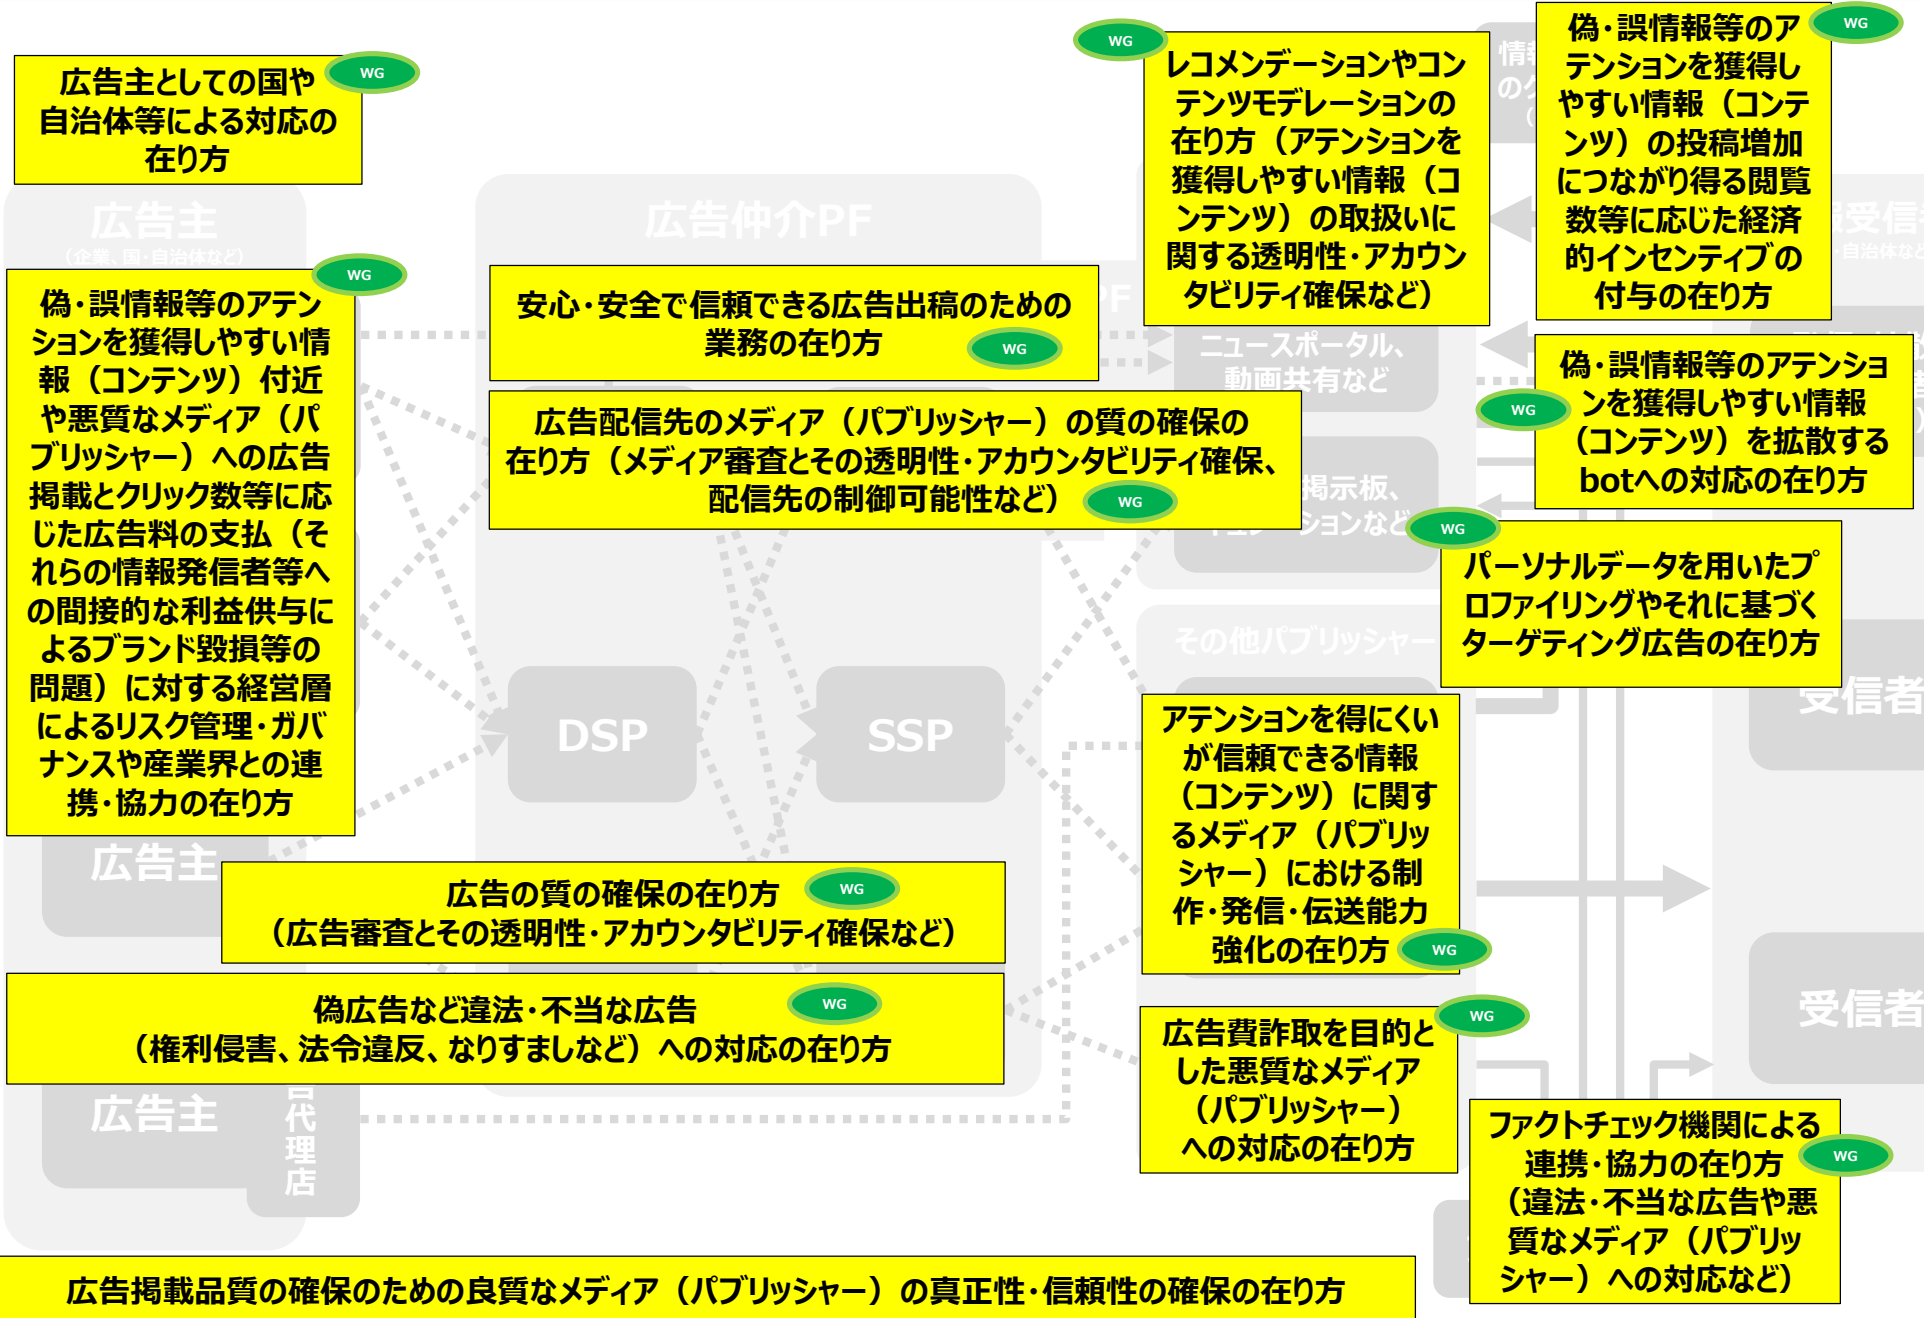 広告主としての国や
自治体等による対応の
在り方
WG
広告主
(企業、国・自治体など)
WG
偽・誤情報等のアテン
ションを獲得しやすい情
報（コンテンツ）付近
や悪質なメディア（パ
ブリッシャー）への広告
掲載とクリック数等に応
じた広告料の支払（そ
れらの情報発信者等へ
の間接的な利益供与に
よるブランド毀損等の
問題）に対する経営層
によるリスク管理・ガバ
ナンスや産業界との連
携・協力の在り方
広告仲介PF
安心・安全で信頼できる広告出稿のための
業務の在り方
WG
広告配信先のメディア（パブリッシャー）の質の確保の
在り方（メディア審査とその透明性・アカウンタビリティ確保、
配信先の制御可能性など）
WG
DSP
SSP
広告主
広告の質の確保の在り方
WG
（広告審査とその透明性・アカウンタビリティ確保など）
偽広告など違法・不当な広告
WG
（権利侵害、法令違反、なりすましなど）への対応の在り方
広告主
代理店
WG
レコメンデーションやコン
テンツモデレーションの
在り方（アテンションを
獲得しやすい情報（コ
ンテンツ）の取扱いに
関する透明性・アカウン
タビリティ確保など）
PF
ニュースポータル、
動画共有など
掲示板、
ションなど
WG
偽・誤情報等のア
テンションを獲得し
やすい情報（コンテ
ンツ）の投稿増加
につながり得る閲覧
数等に応じた経済
的インセンティブの
付与の在り方
受信
自治体など
偽・誤情報等のアテンショ
ンを獲得しやすい情報
（コンテンツ）を拡散する
botへの対応の在り方
WG
WG
パーソナルデータを用いたプ
ロファイリングやそれに基づく
ターゲティング広告の在り方
その他パブリッシャー
受信者
アテンションを得にくい
が信頼できる情報
（コンテンツ）に関す
るメディア（パブリッ
シャー）における制
作・発信・伝送能力
強化の在り方
WG
受信者
WG
広告費詐取を目的と
した悪質なメディア
（パブリッシャー）
への対応の在り方
ファクトチェック機関による
連携・協力の在り方
（違法・不当な広告や悪
質なメディア（パブリッ
シャー）への対応など）
WG
広告掲載品質の確保のための良質なメディア（パブリッシャー）の真正性・信頼性の確保の在り方